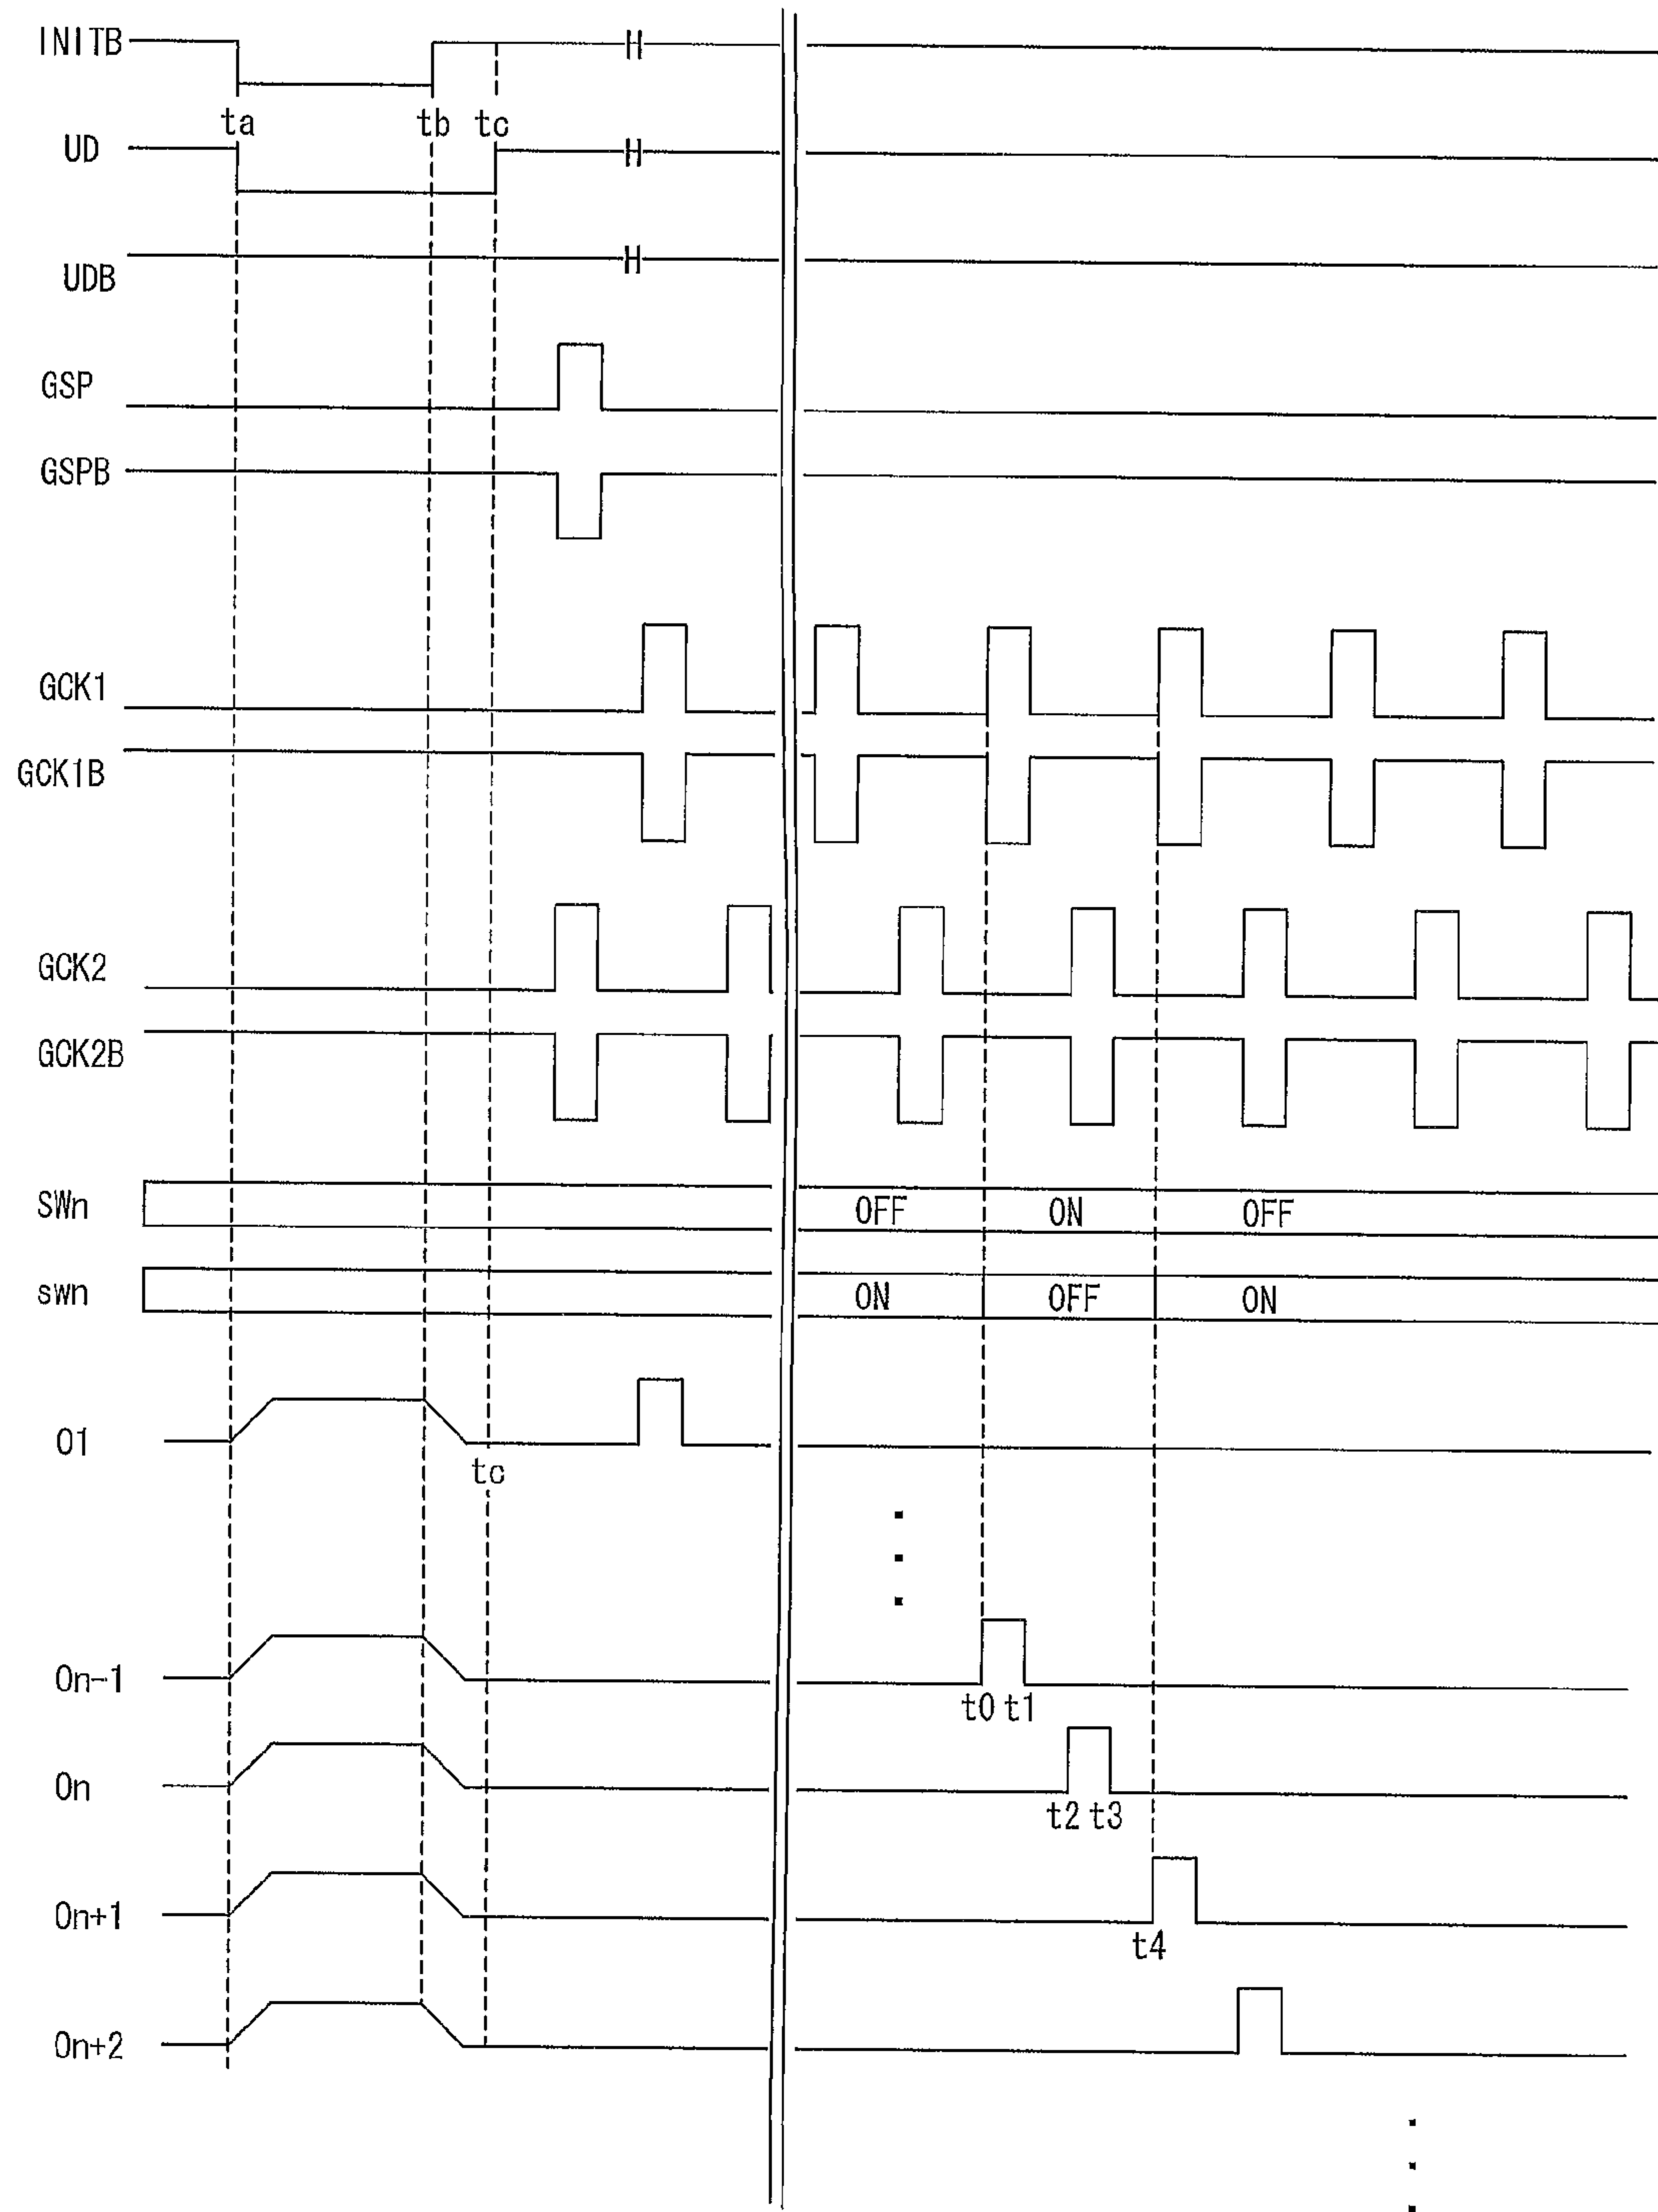 INITB
H
ta tb tc
UD
H
UDB
H
GSP
GSPB
GCK1
GCK1B
GCK2
GCK2B
SWn OFF ON OFF
swn ON OFF ON
O1
tc
On-1
t0 t1
On
t2 t3
On+1
t4
On+2